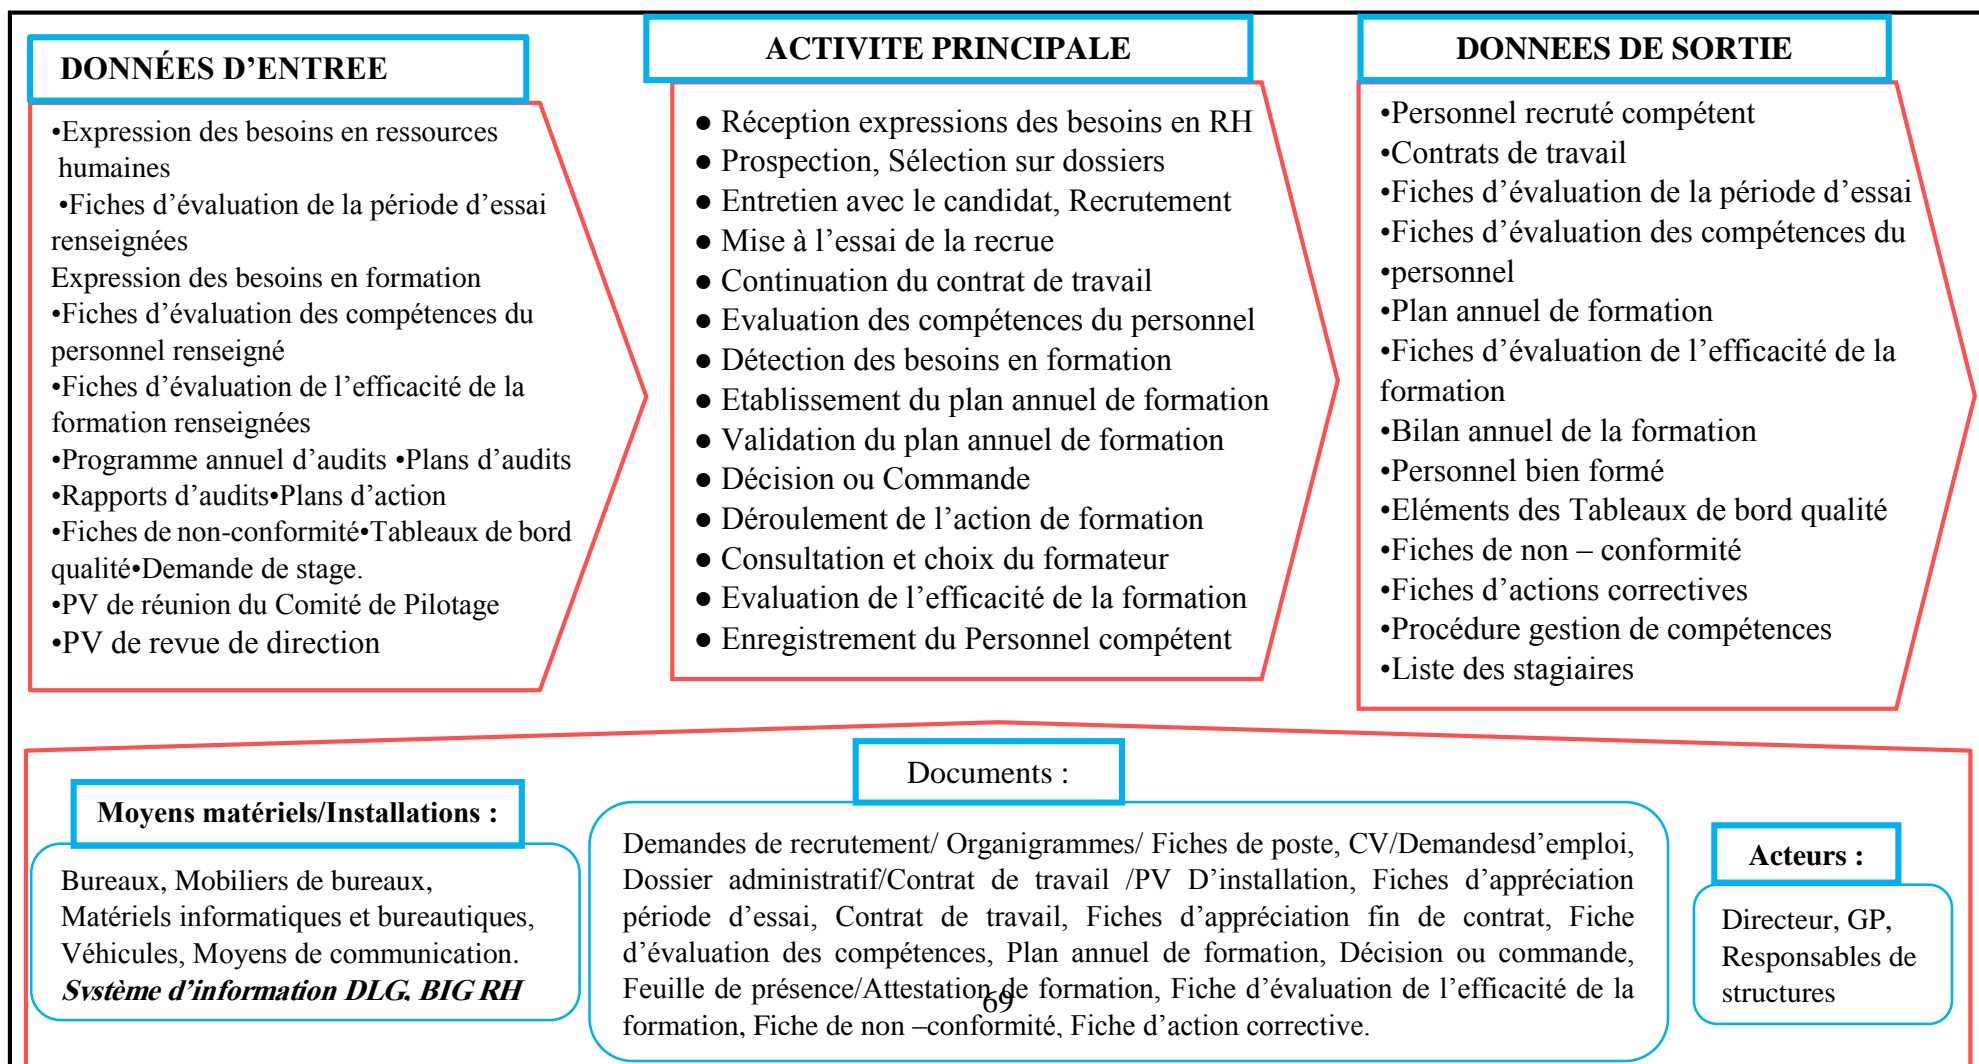 DONNÉES D’ENTREE
•Expression des besoins en ressources
humaines
•Fiches d’évaluation de la période d’essai
renseignées
Expression des besoins en formation
•Fiches d’évaluation des compétences du
personnel renseigné
•Fiches d’évaluation de l’efficacité de la
formation renseignées
•Programme annuel d’audits •Plans d’audits
•Rapports d’audits•Plans d’action
•Fiches de non-conformité•Tableaux de bord
qualité•Demande de stage.
•PV de réunion du Comité de Pilotage
•PV de revue de direction
ACTIVITE PRINCIPALE
● Réception expressions des besoins en RH
● Prospection, Sélection sur dossiers
● Entretien avec le candidat, Recrutement
● Mise à l’essai de la recrue
● Continuation du contrat de travail
● Evaluation des compétences du personnel
● Détection des besoins en formation
● Etablissement du plan annuel de formation
● Validation du plan annuel de formation
● Décision ou Commande
● Déroulement de l’action de formation
● Consultation et choix du formateur
● Evaluation de l’efficacité de la formation
● Enregistrement du Personnel compétent
DONNEES DE SORTIE
•Personnel recruté compétent
•Contrats de travail
•Fiches d’évaluation de la période d’essai
•Fiches d’évaluation des compétences du
•personnel
•Plan annuel de formation
•Fiches d’évaluation de l’efficacité de la
formation
•Bilan annuel de la formation
•Personnel bien formé
•Eléments des Tableaux de bord qualité
•Fiches de non – conformité
•Fiches d’actions correctives
•Procédure gestion de compétences
•Liste des stagiaires
Moyens matériels/Installations :
Bureaux, Mobiliers de bureaux,
Matériels informatiques et bureautiques,
Véhicules, Moyens de communication.
Système d’information DLG, BIG RH
Documents :
Demandes de recrutement/ Organigrammes/ Fiches de poste, CV/Demandesd’emploi,
Dossier administratif/Contrat de travail /PV D’installation, Fiches d’appréciation
période d’essai, Contrat de travail, Fiches d’appréciation fin de contrat, Fiche
d’évaluation des compétences, Plan annuel de formation, Décision ou commande,
Feuille de présence/Attestation de formation, Fiche d’évaluation de l’efficacité de la
formation, Fiche de non –conformité, Fiche d’action corrective.
69
Acteurs :
Directeur, GP,
Responsables de
structures